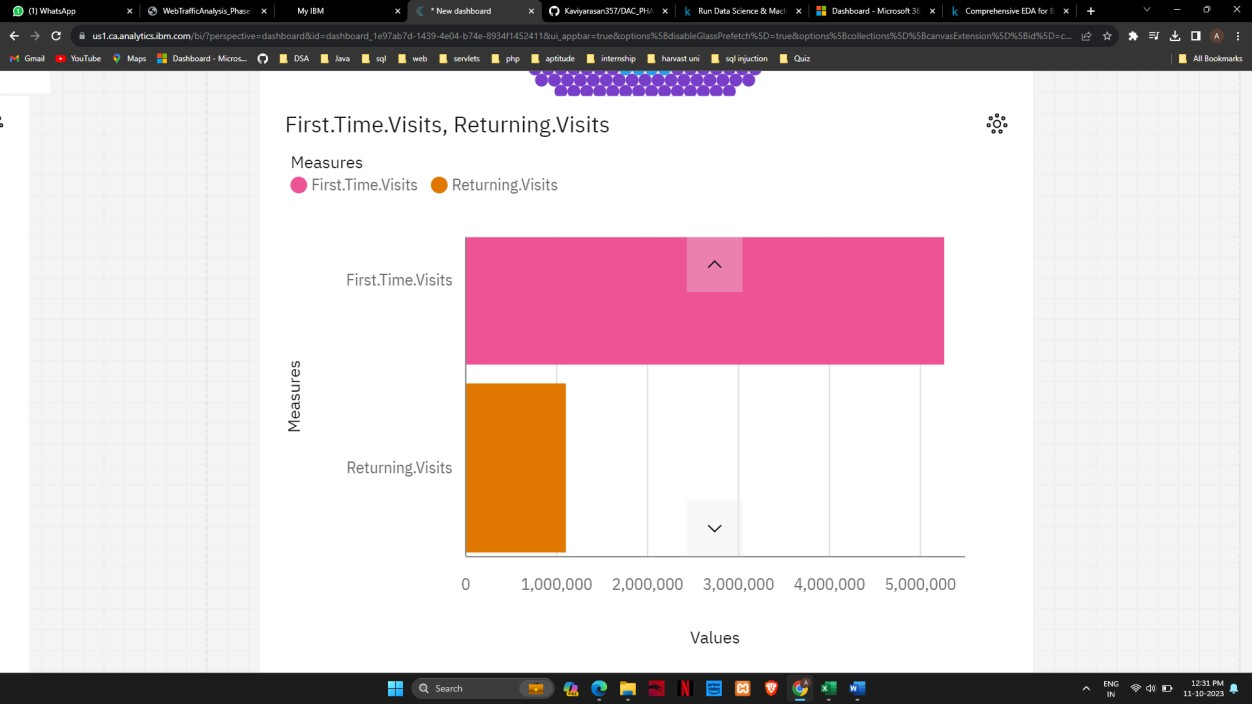 (1) WhatsApp
WebTrafficAnalysis_Phase
My IBM
* New dashboard
Kaviyarasan357/DAC_PHA
Run Data Science & Mach
Dashboard - Microsoft 36
Comprehensive EDA for B
us1.ca.analytics.ibm.com/bi/?perspective=dashboard&id=dashboard_1e97ab7d-1439-4e04-b74e-8934f1452411&ui_appbar=true&options%5BdisableGlassPrefetch%5D=true&options%5Bcollections%5D%5BcanvasExtension%5D%5Bid%5D=c...
A
Gmail YouTube Maps Dashboard - Micros... DSA Java sql web servlets php aptitude internship harvast uni sql injuction Quiz All Bookmarks
First.Time.Visits, Returning.Visits
Measures
First.Time.Visits Returning.Visits
First.Time.Visits
Measures
Returning.Visits
0 1,000,000 2,000,000 3,000,000 4,000,000 5,000,000
Values
Search
N
ENG
IN
12:31 PM
11-10-2023